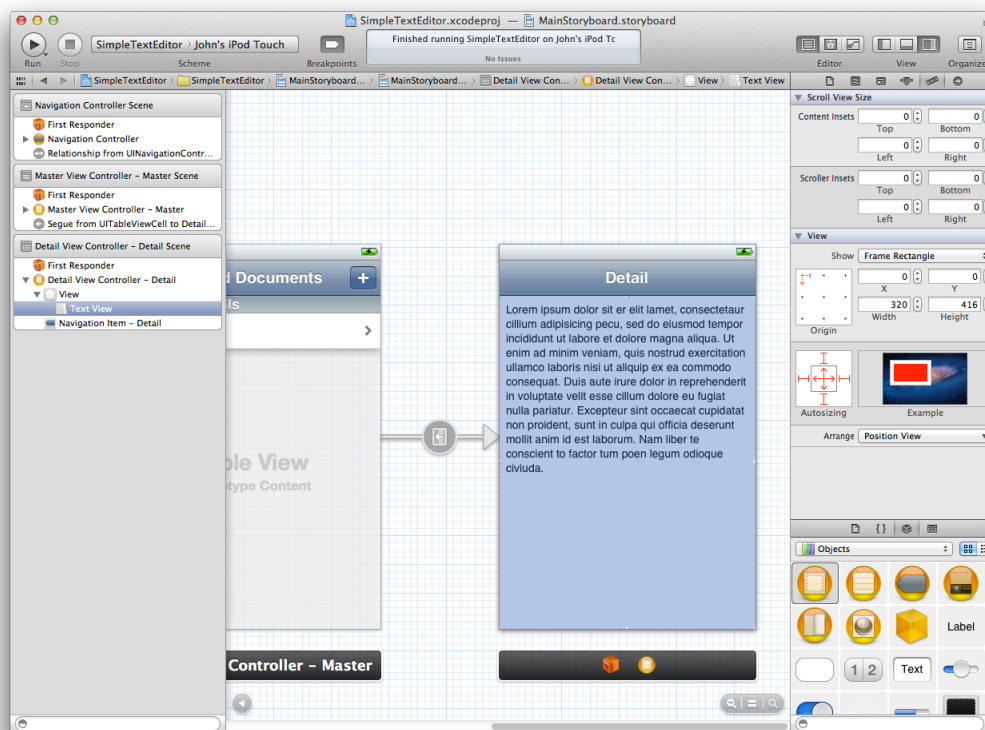 SimpleTextEditor.xcodeproj — MainStoryboard.storyboard
SimpleTextEditor › John's iPod Touch
Finished running SimpleTextEditor on John's iPod Tc
No Issues
Run
Stop
Scheme
Breakpoints
Editor
View
Organize
SimpleTextEditor
SimpleTextEditor
MainStoryboard...
MainStoryboard...
Detail View Con...
Detail View Con...
View
Text View
Navigation Controller Scene
First Responder
Navigation Controller
Relationship from UINavigationContr...
Master View Controller – Master Scene
First Responder
Master View Controller – Master
Segue from UITableViewCell to Detail...
Detail View Controller – Detail Scene
First Responder
Detail View Controller – Detail
View
Text View
Navigation Item – Detail
d Documents
+
ls
ble View
type Content
Controller – Master
Detail
Lorem ipsum dolor sit er elit lamet, consectetaur
cillium adipisicing pecu, sed do eiusmod tempor
incididunt ut labore et dolore magna aliqua. Ut
enim ad minim veniam, quis nostrud exercitation
ullamco laboris nisi ut aliquip ex ea commodo
consequat. Duis aute irure dolor in reprehenderit
in voluptate velit esse cillum dolore eu fugiat
nulla pariatur. Excepteur sint occaecat cupidatat
non proident, sunt in culpa qui officia deserunt
mollit anim id est laborum. Nam liber te
conscient to factor tum poen legum odioque
civiuda.
Scroll View Size
Content Insets 0 0
Top Bottom
0 0
Left Right
Scroller Insets 0 0
Top Bottom
0 0
Left Right
View
Show Frame Rectangle
0 0
X Y
320 416
Width Height
Origin
Autosizing Example
Arrange Position View
{ }
Objects
Label
1 2
Text